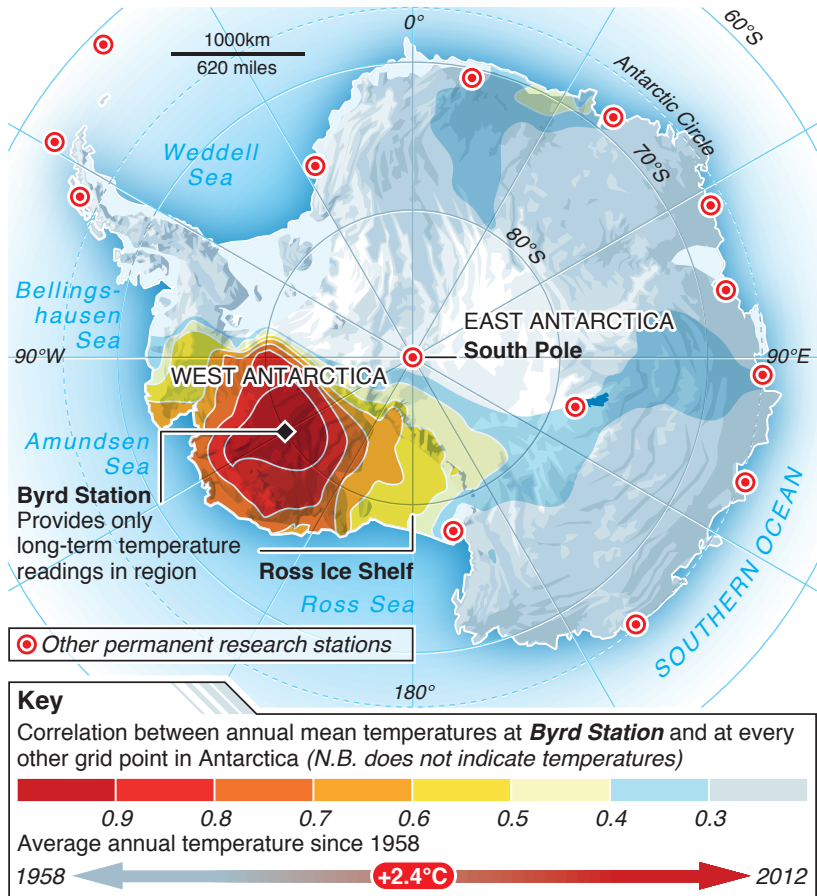 1000km
620 miles
0°
60°S
Antarctic Circle
Weddell
Sea
70°S
80°S
Bellings-
hausen
Sea
EAST ANTARCTICA
South Pole
90°W
WEST ANTARCTICA
90°E
Amundsen
Sea
Byrd Station
Provides only
long-term temperature
readings in region
Ross Ice Shelf
Ross Sea
SOUTHERN OCEAN
Other permanent research stations
180°
Key
Correlation between annual mean temperatures at Byrd Station and at every
other grid point in Antarctica (N.B. does not indicate temperatures)
0.9 0.8 0.7 0.6 0.5 0.4 0.3
Average annual temperature since 1958
1958 +2.4°C 2012